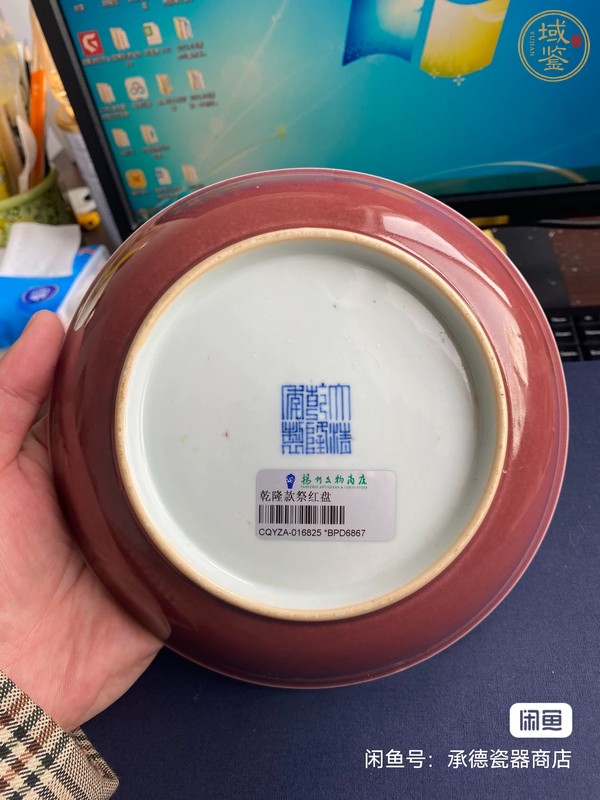 域鉴
YUJIAN
大清
乾隆
年製
扬州文物商店
乾隆款祭红盘
CQYZA-016825 *BPD6867
闲鱼
闲鱼号：承德瓷器商店